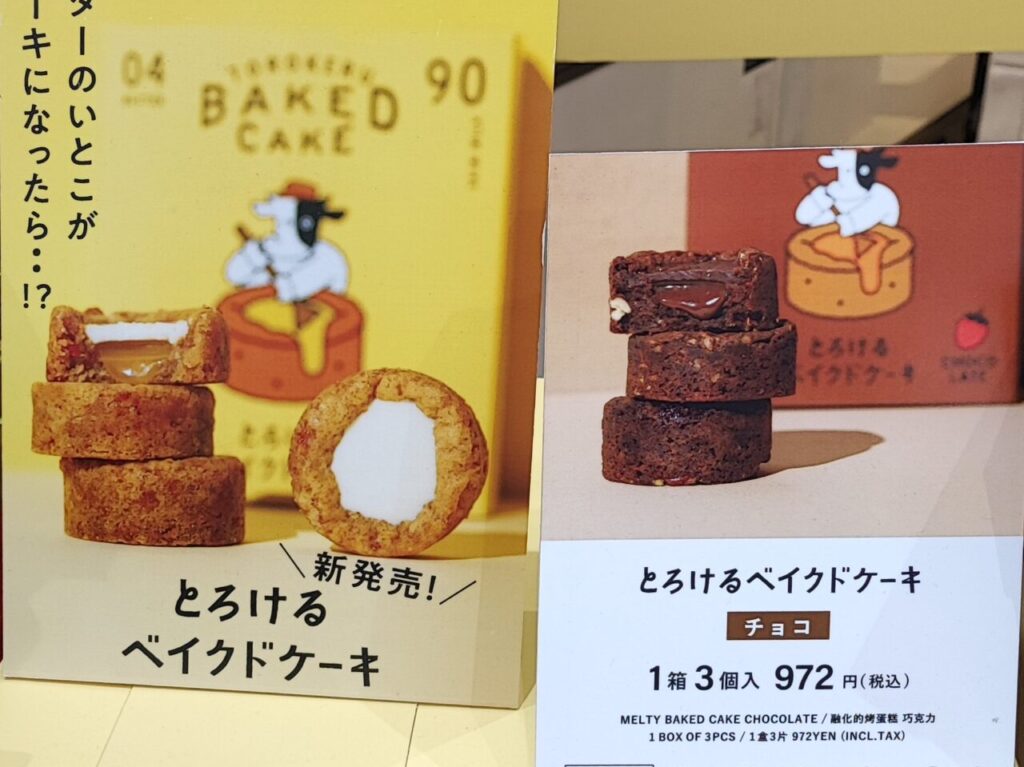 ターのいとこが
ーキになったら・・!?
04
TOROKERU
BAKED
CAKE
90
新発売!
とろける
ベイクドケーキ
とろける
ベイクドケーキ
CHOCO
LATE
とろけるベイクドケーキ
チョコ
1箱3個入 972円(税込)
MELTY BAKED CAKE CHOCOLATE / 融化的烤蛋糕 巧克力
1 BOX OF 3PCS / 1盒3片 972YEN (INCL.TAX)